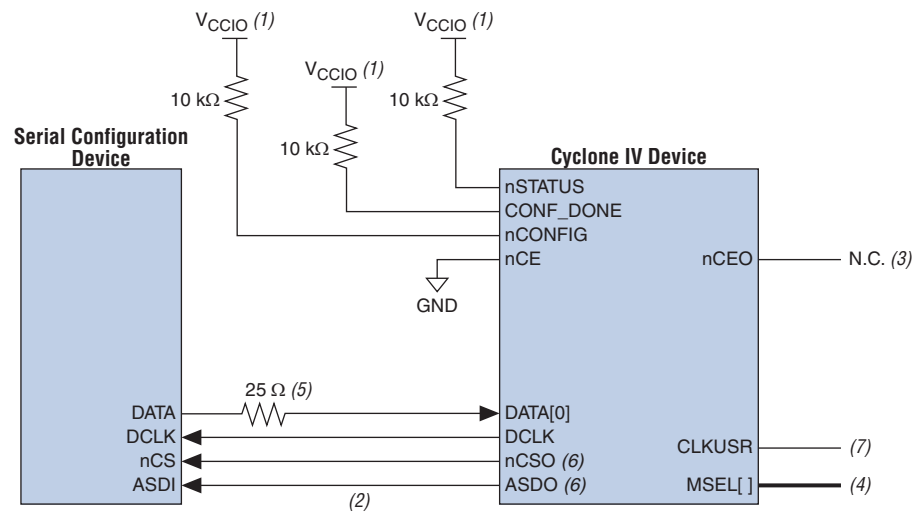 VCCIO (1)
VCCIO (1)
VCCIO (1)
10 kΩ
10 kΩ
10 kΩ
Serial Configuration
Device
Cyclone IV Device
nSTATUS
CONF_DONE
nCONFIG
nCE
nCEO
N.C. (3)
GND
25 Ω (5)
DATA
DATA[0]
DCLK
DCLK
CLKUSR
(7)
nCS
nCSO (6)
ASDI
(2)
ASDO (6)
MSEL[ ]
(4)